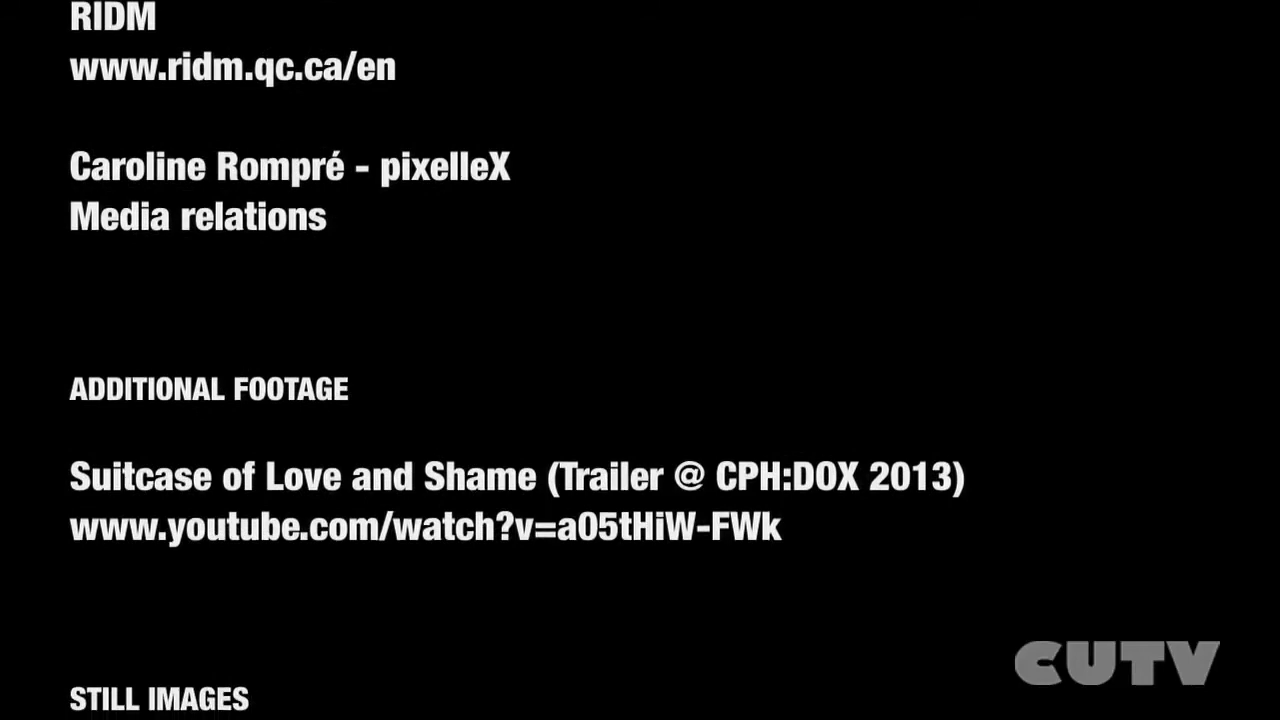 RIDM
www.ridm.qc.ca/en
Caroline Rompré - pixelleX
Media relations
ADDITIONAL FOOTAGE
Suitcase of Love and Shame (Trailer @ CPH:DOX 2013)
www.youtube.com/watch?v=a05tHiW-FWk
CUTV
STILL IMAGES